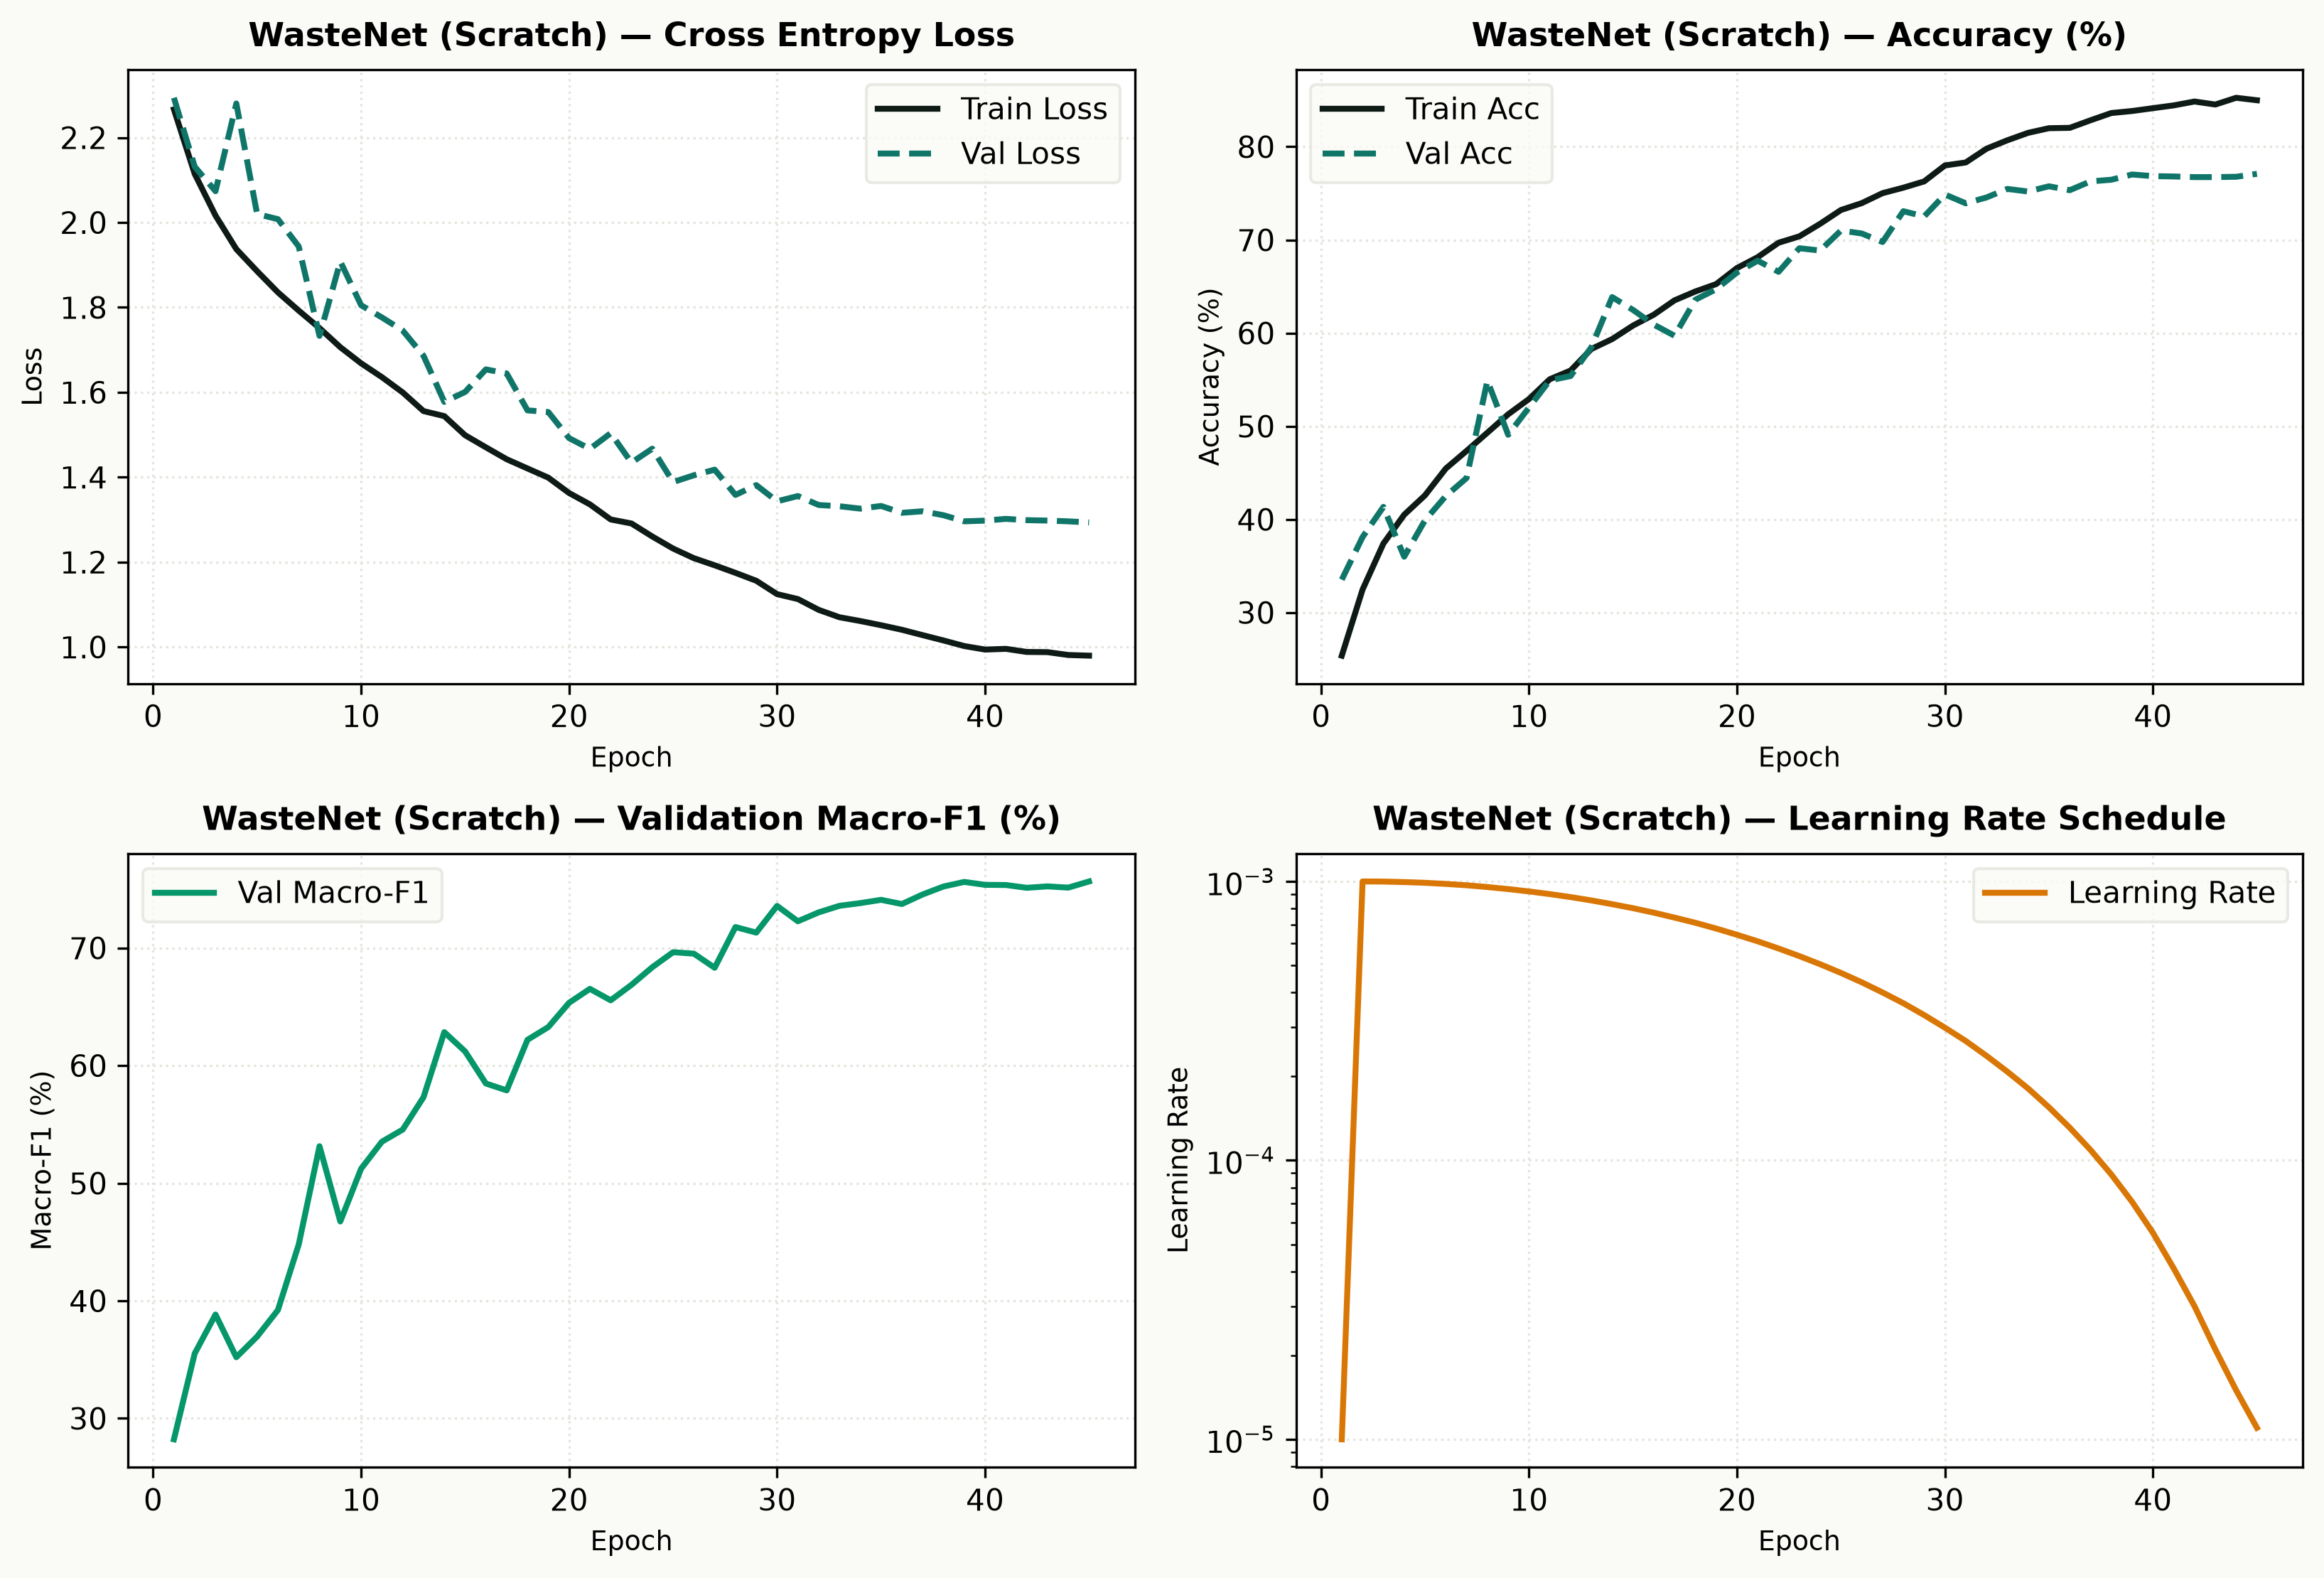 WasteNet (Scratch) — Cross Entropy Loss
Train Loss
Val Loss
2.2
2.0
1.8
1.6
1.4
1.2
1.0
Loss
0 10 20 30 40
Epoch
WasteNet (Scratch) — Accuracy (%)
Train Acc
Val Acc
80
70
60
50
40
30
Accuracy (%)
0 10 20 30 40
Epoch
WasteNet (Scratch) — Validation Macro-F1 (%)
Val Macro-F1
70
60
50
40
30
Macro-F1 (%)
0 10 20 30 40
Epoch
WasteNet (Scratch) — Learning Rate Schedule
Learning Rate
10⁻³
10⁻⁴
10⁻⁵
Learning Rate
0 10 20 30 40
Epoch